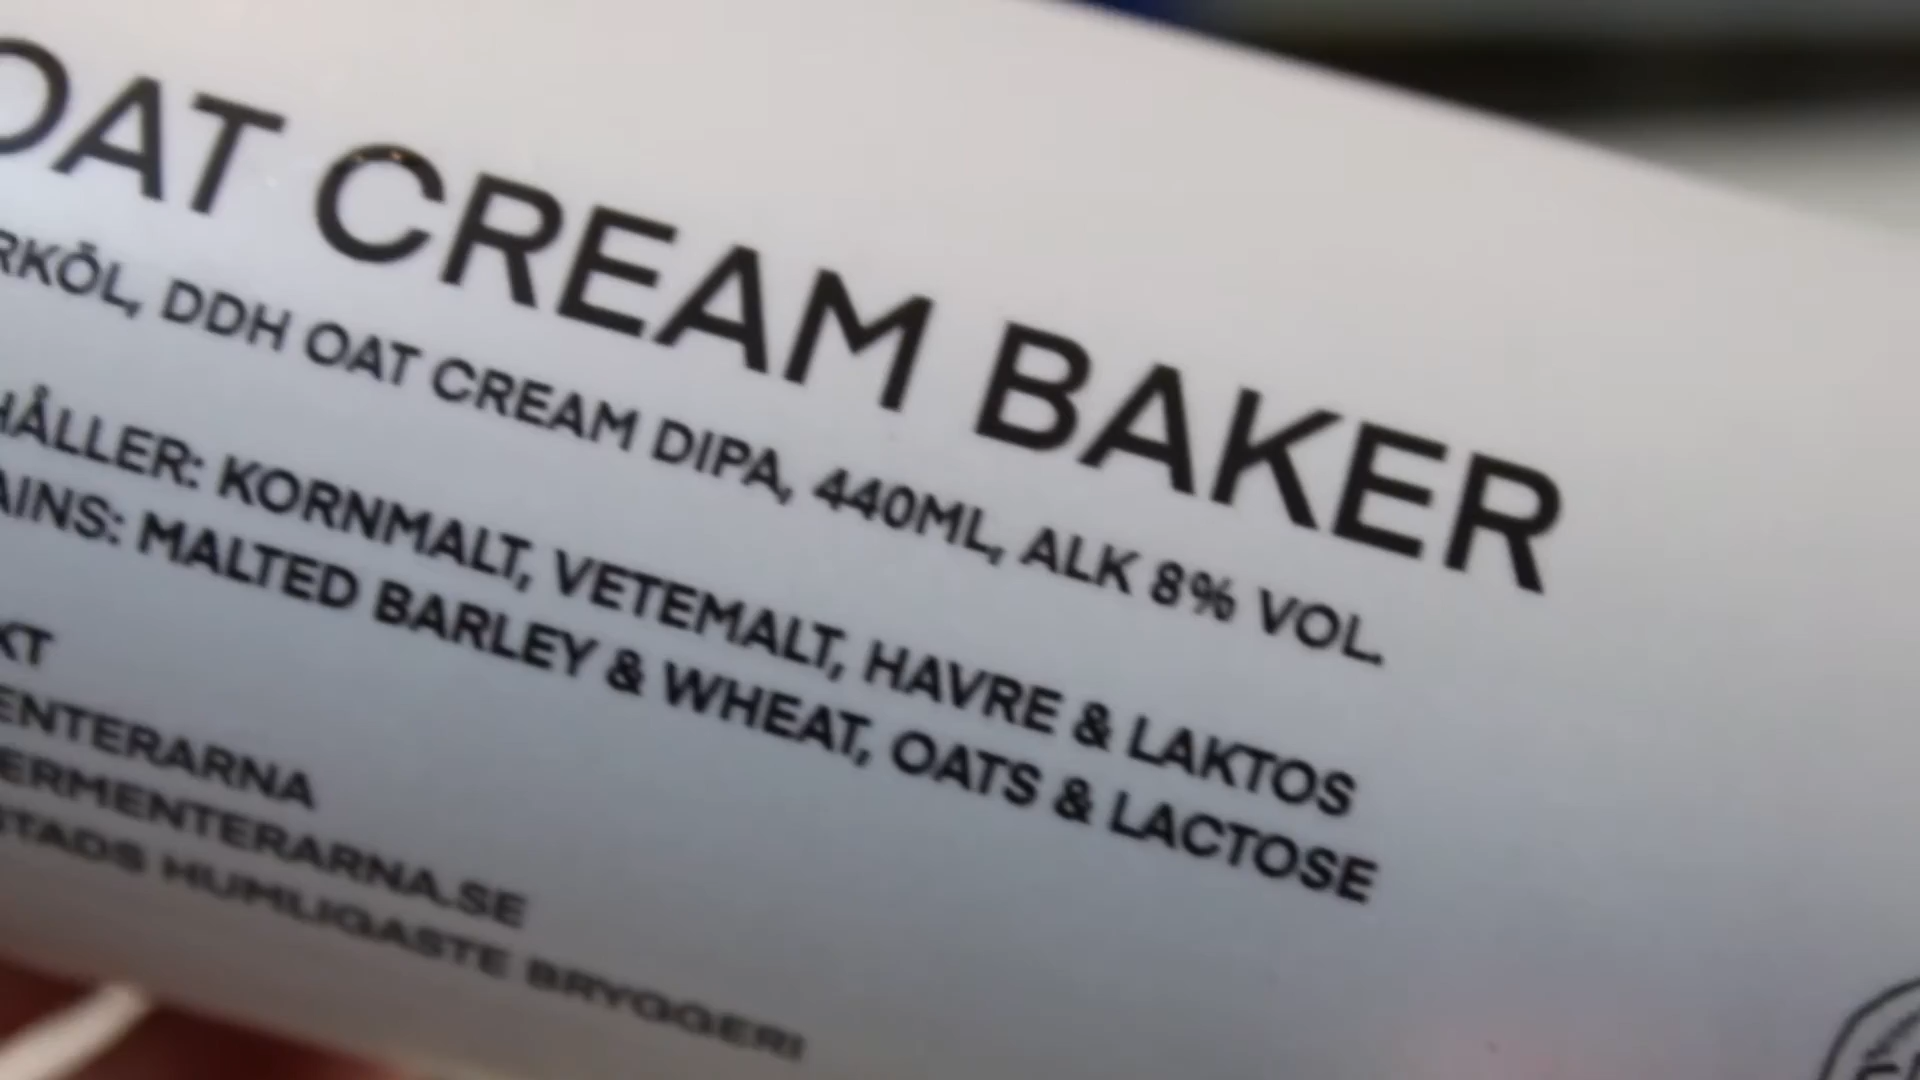 OAT CREAM BAKER
RKÖL, DDH OAT CREAM DIPA, 440ML, ALK 8% VOL.
HÅLLER: KORNMALT, VETEMALT, HAVRE & LAKTOS
AINS: MALTED BARLEY & WHEAT, OATS & LACTOSE
KT
ENTERARNA
ERMENTERARNA.SE
STADS HUMLIGASTE BRYGGERI